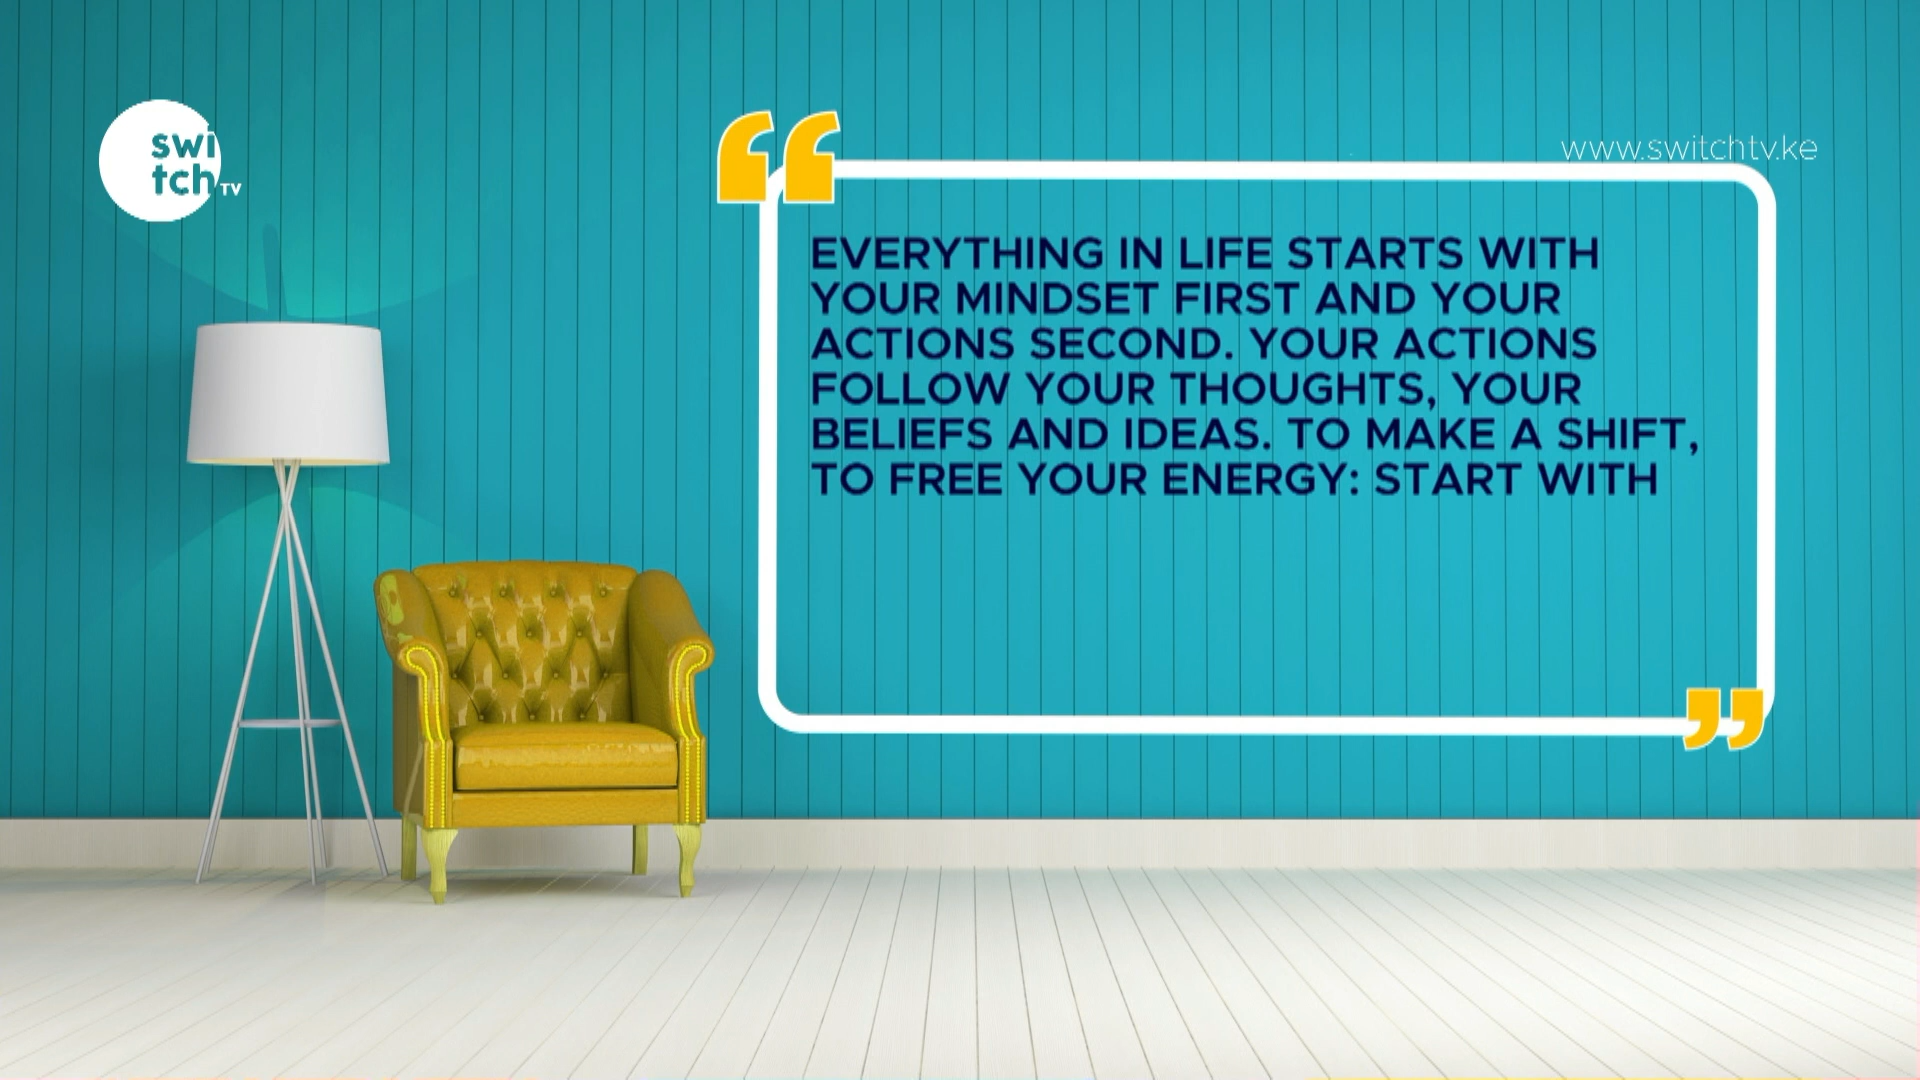 swi
tch TV
www.switchtv.ke
EVERYTHING IN LIFE STARTS WITH
YOUR MINDSET FIRST AND YOUR
ACTIONS SECOND. YOUR ACTIONS
FOLLOW YOUR THOUGHTS, YOUR
BELIEFS AND IDEAS. TO MAKE A SHIFT,
TO FREE YOUR ENERGY: START WITH